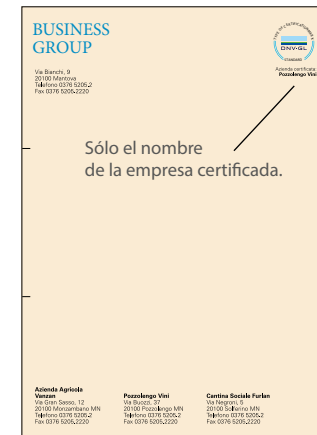 BUSINESS
GROUP
Via Bianchi, 9
20100 Mantova
Telefono 0376 5205.2
Fax 0376 5205.2220
DNV·GL
STANDARD
Azienda certificata
Pozzolengo Vini
Sólo el nombre
de la empresa certificada.
Azienda Agricola
Vanzan
Via Gran Sasso, 12
20100 Monzambano MN
Telefono 0376 5205.2
Fax 0376 5205.2220
Pozzolengo Vini
Via Buozzi, 37
20100 Pozzolengo MN
Telefono 0376 5205.2
Fax 0376 5205.2220
Cantina Sociale Furlan
Via Negroni, 5
20100 Solferino MN
Telefono 0376 5205.2
Fax 0376 5205.2220